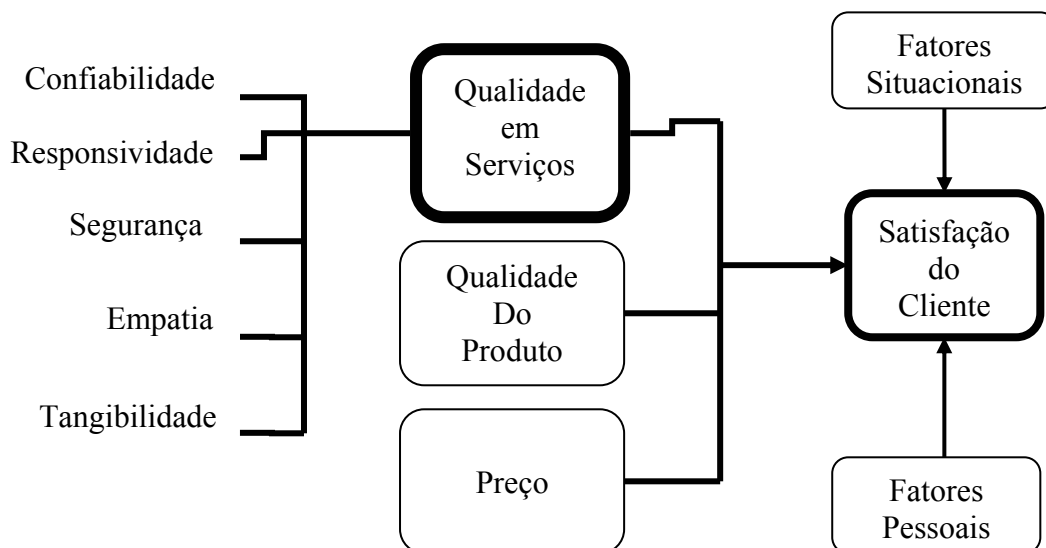 Confiabilidade
Responsividade
Segurança
Empatia
Tangibilidade
Qualidade
em
Serviços
Qualidade
Do
Produto
Preço
Fatores
Situacionais
Satisfação
do
Cliente
Fatores
Pessoais